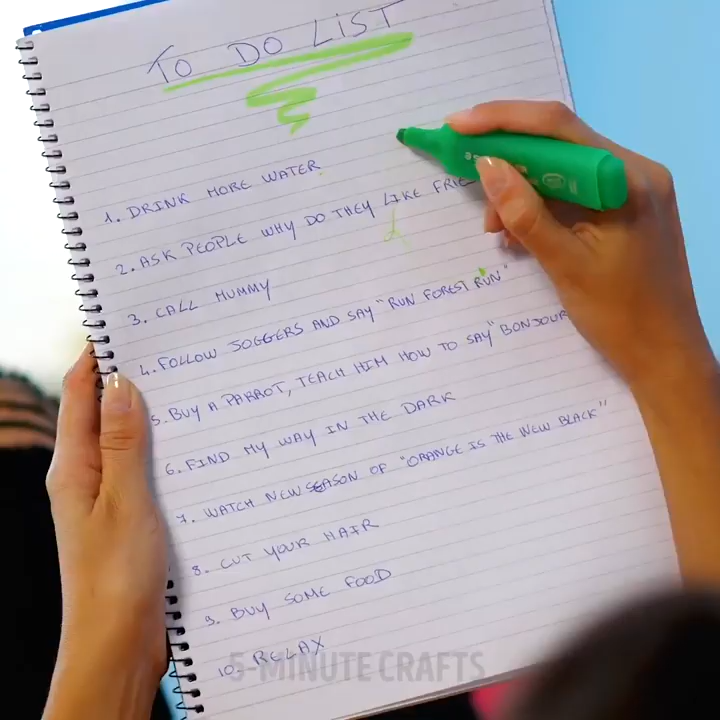 TO DO LIST
1. DRINK MORE WATER
2. ASK PEOPLE WHY DO THEY LIKE
3. CALL MUMMY
4. FOLLOW JOGGERS AND SAY "RUN FOREST RUN"
5. BUY A PARROT, TEACH HIM HOW TO SAY "BONJOUR
6. FIND MY WAY IN THE DARK
7. WATCH NEW SEASON OF "ORANGE IS THE NEW BLACK"
8. CUT YOUR HAIR
9. BUY SOME FOOD
10. RELAX
5-MINUTE CRAFTS